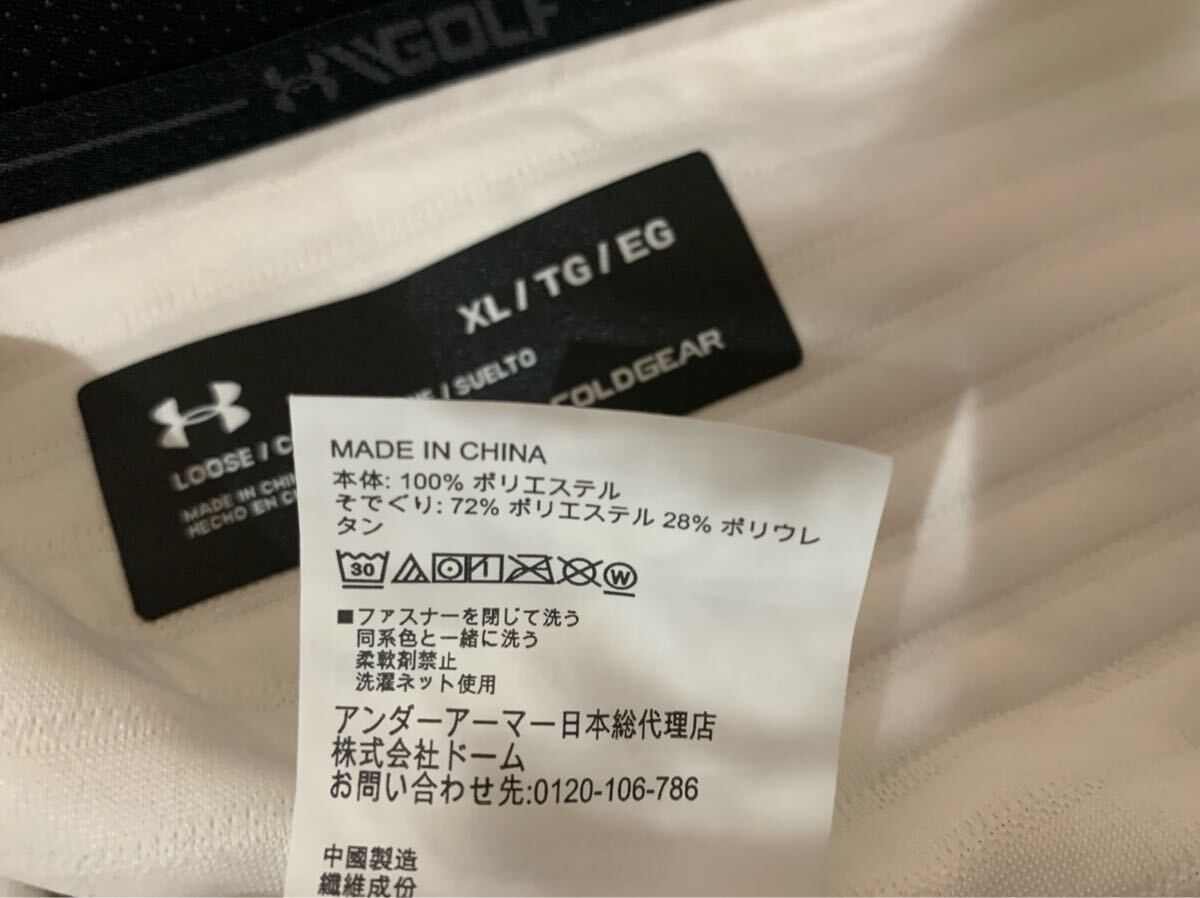 GOLF
XL / TG / EG
/ SUELTO
COLDGEAR
LOOSE / C
MADE IN CHI
HECHO EN C
MADE IN CHINA
本体: 100% ポリエステル
そでぐり: 72% ポリエステル 28% ポリウレ
タン
30
W
■ファスナーを閉じて洗う
同系色と一緒に洗う
柔軟剤禁止
洗濯ネット使用
アンダーアーマー日本総代理店
株式会社ドーム
お問い合わせ先:0120-106-786
中國製造
纖維成份